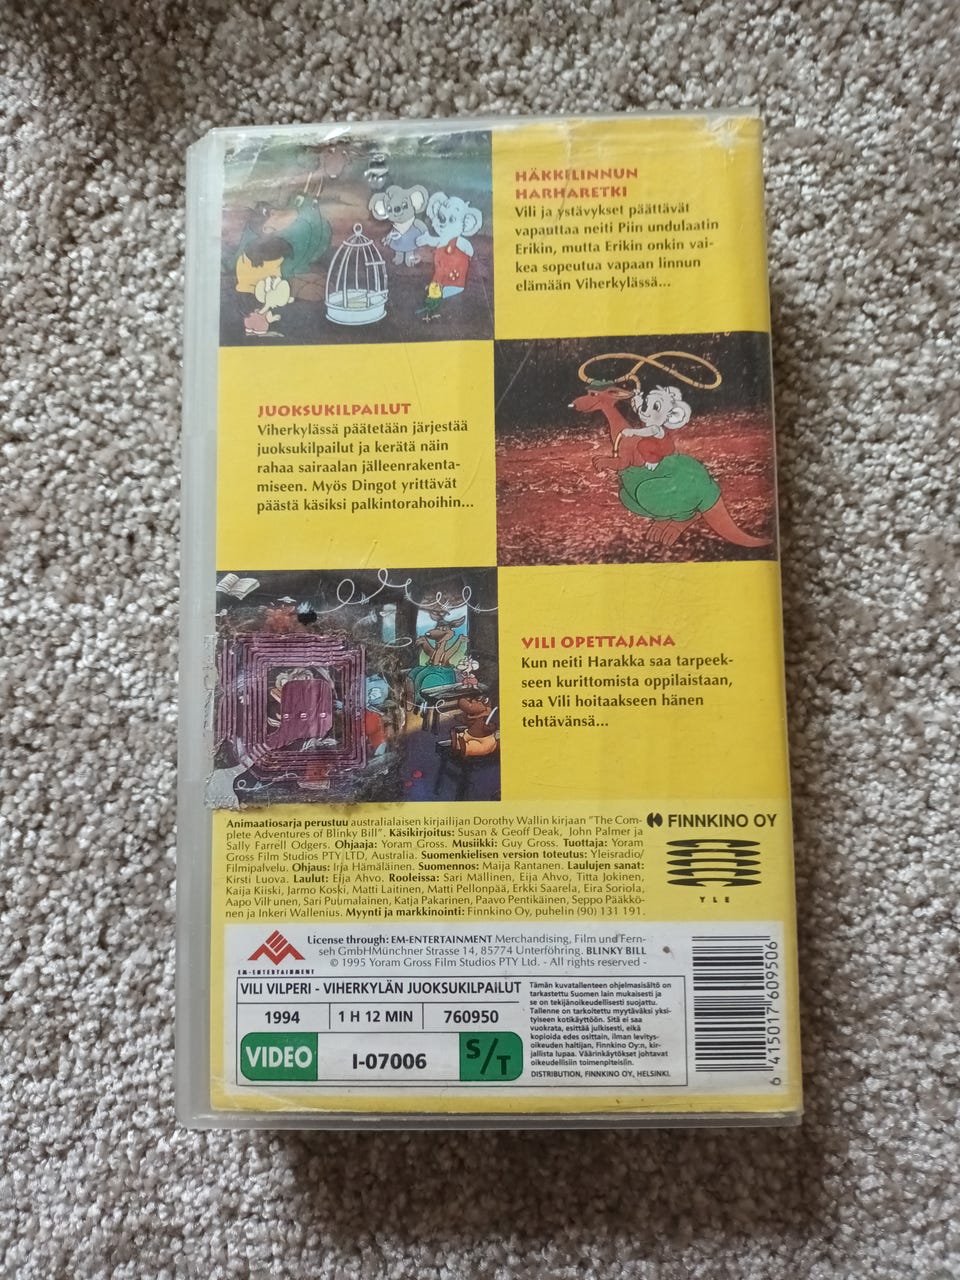 HÄKKILINNUN
HARHARETKI
Vili ja ystävykset päättävät
vapauttaa neiti Piin undulaatin
Erikin, mutta Erikin onkin vai-
kea sopeutua vapaan linnun
elämään Viherkylässä...
JUOKSUKILPAILUT
Viherkylässä päätetään järjestää
juoksukilpailut ja kerätä näin
rahaa sairaalan jälleenrakenta-
miseen. Myös Dingot yrittävät
päästä käsiksi palkintorahoihin...
VILI OPETTAJANA
Kun neiti Harakka saa tarpeek-
seen kurittomista oppilaistaan,
saa Vili hoitaakseen hänen
tehtävänsä...
Animaatiosarja perustuu australialaisen kirjailijan Dorothy Wallin kirjaan "The Com-
plete Adventures of Blinky Bill". Käsikirjoitus: Susan & Geoff Deak, John Palmer ja
Sally Farrell Odgers. Ohjaaja: Yoram Gross. Musiikki: Guy Gross. Tuottaja: Yoram
Gross Film Studios PTY LTD, Australia. Suomenkielisen version toteutus: Yleisradio/
Filmipalvelu. Ohjaus: Irja Hämäläinen. Suomennos: Maija Rantanen. Laulujen sanat:
Kirsti Luova. Laulut: Eija Ahvo. Rooleissa: Sari Mällinen, Eija Ahvo, Titta Jokinen,
Kaija Kiiski, Jarmo Koski, Matti Laitinen, Matti Pellonpää, Erkki Saarela, Eira Soriola,
Aapo Vilhunen, Sari Puumalainen, Katja Pakarinen, Paavo Pentikäinen, Seppo Pääkkö-
nen ja Inkeri Wallenius. Myynti ja markkinointi: Finnkino Oy, puhelin (90) 131 191.
FINNKINO OY
YLE
EM-ENTERTAINMENT
License through: EM-ENTERTAINMENT Merchandising, Film und Fern-
seh GmbHMünchner Strasse 14, 85774 Unterföhring. BLINKY BILL
© 1995 Yoram Gross Film Studios PTY Ltd. - All rights reserved -
VILI VILPERI - VIHERKYLÄN JUOKSUKILPAILUT
1994 1 H 12 MIN 760950
VIDEO I-07006 S/T
Tämän kuvatallenteen ohjelmasisältö on
tarkastettu Suomen lain mukaisesti ja
se on tekijänoikeudellisesti suojattu.
Tallenne on tarkoitettu myytäväksi yksi-
tyiseen kotikäyttöön. Sitä ei saa
vuokrata, esittää julkisesti, eikä
kopioida edes osittain, ilman levitys-
oikeuden haltijan, Finnkino Oy:n, kir-
jallista lupaa. Väärinkäytökset johtavat
oikeudellisiin toimenpiteisiin.
DISTRIBUTION, FINNKINO OY, HELSINKI.
6 415017 609506